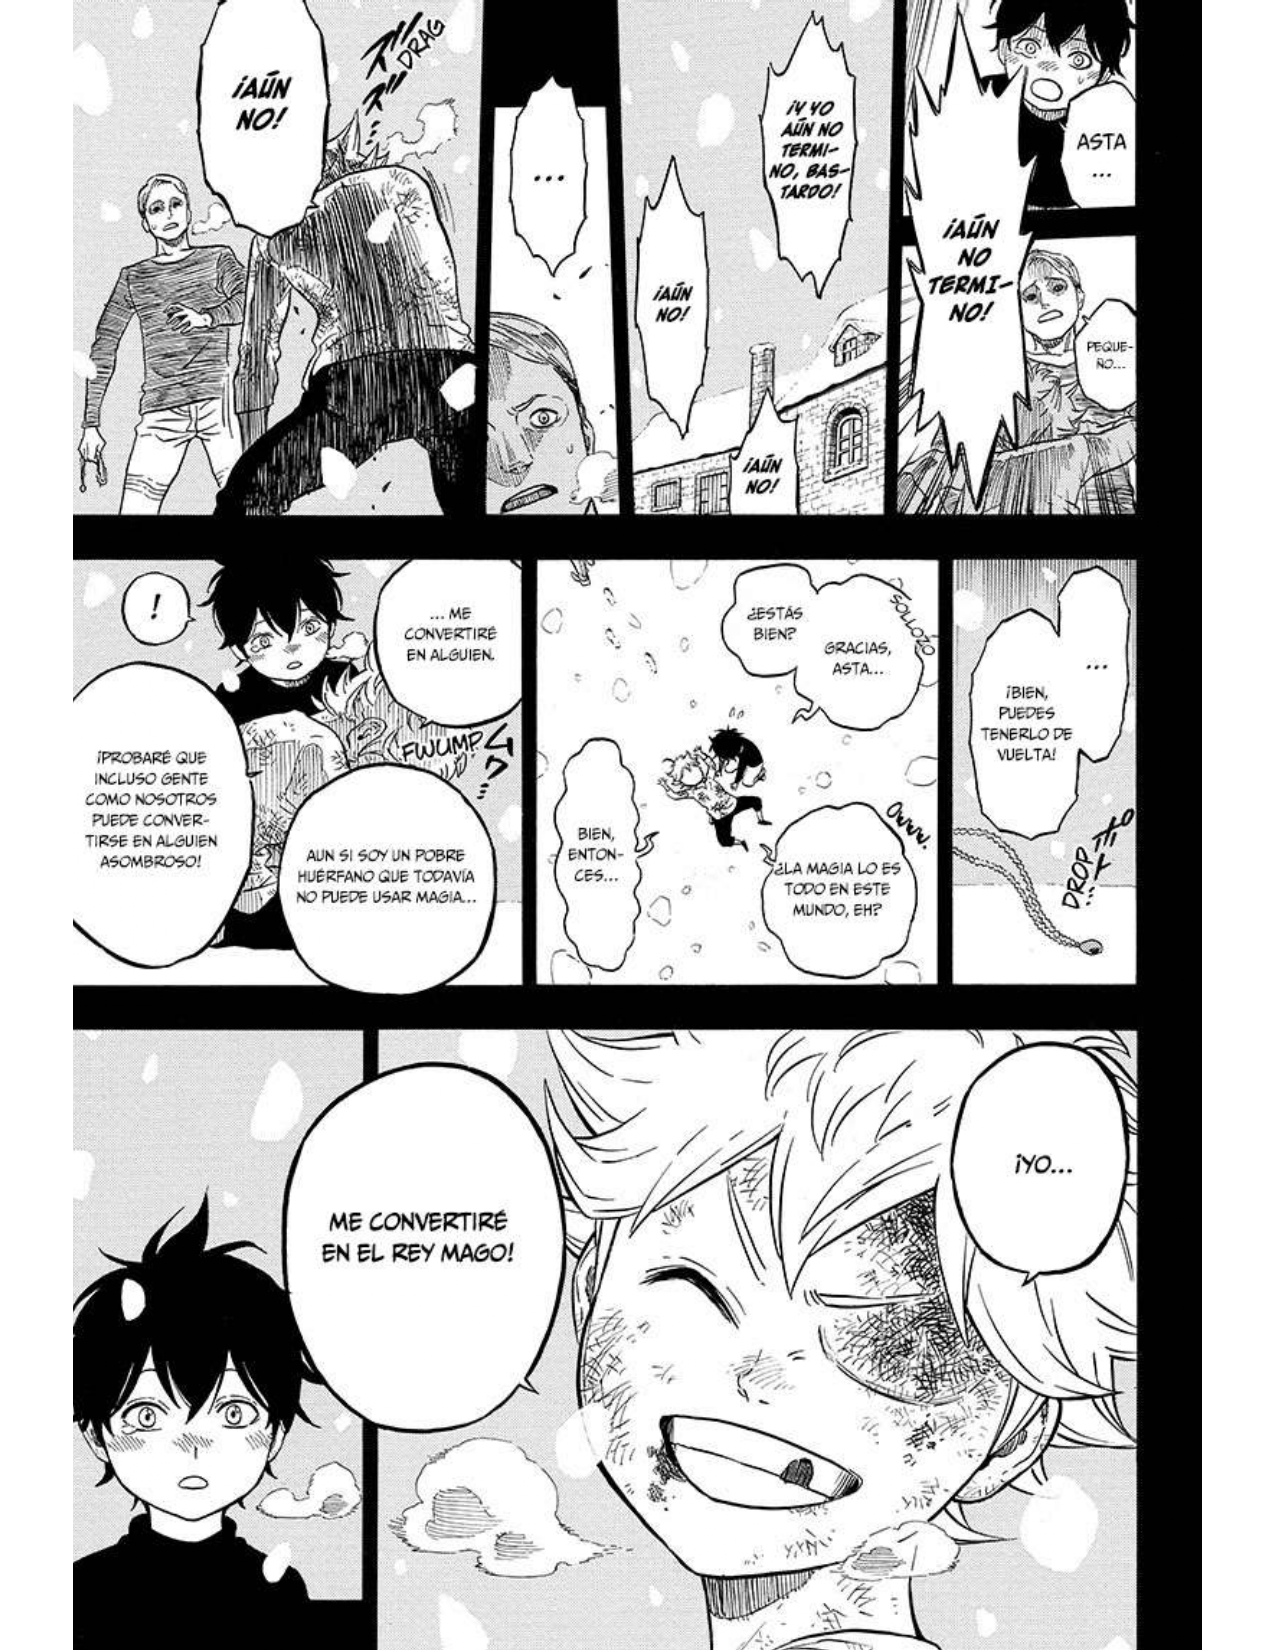 ASTA
...
¡AÚN
NO
TERMI-
NO!
PEQUE-
ÑO...
¡Y YO
AÚN NO
TERMI-
NO, BAS-
TARDO!
¡AÚN
NO!
¡AÚN
NO!
...
ズズズ
DRAG
¡AÚN
NO!
...
¡BIEN,
PUEDES
TENERLO DE
VUELTA!
DROP
¿ESTÁS
BIEN?
SOLLOZO
GRACIAS,
ASTA...
OWWW.
¿LA MAGIA LO ES
TODO EN ESTE
MUNDO, EH?
BIEN,
ENTON-
CES...
... ME
CONVERTIRÉ
EN ALGUIEN.
FWUMP
!
AUN SI SOY UN POBRE
HUÉRFANO QUE TODAVÍA
NO PUEDE USAR MAGIA...
¡PROBARÉ QUE
INCLUSO GENTE
COMO NOSOTROS
PUEDE CONVER-
TIRSE EN ALGUIEN
ASOMBROSO!
¡YO...
ME CONVERTIRÉ
EN EL REY MAGO!